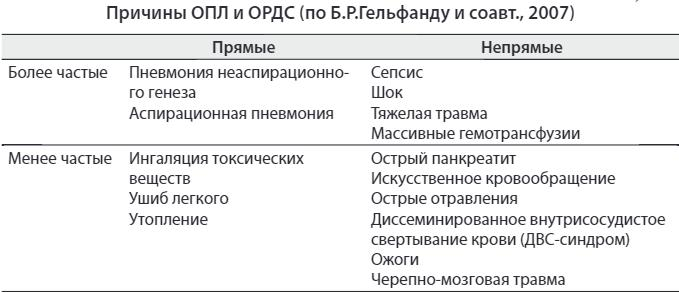 Причины ОПЛ и ОРДС (по Б.Р.Гельфанду и соавт., 2007)
Прямые Непрямые
Более частые Пневмония неаспирационно- Сепсис
го генеза Шок
Аспирационная пневмония Тяжелая травма
Массивные гемотрансфузии
Менее частые Ингаляция токсических Острый панкреатит
веществ Искусственное кровообращение
Ушиб легкого Острые отравления
Утопление Диссеминированное внутрисосудистое
свертывание крови (ДВС-синдром)
Ожоги
Черепно-мозговая травма